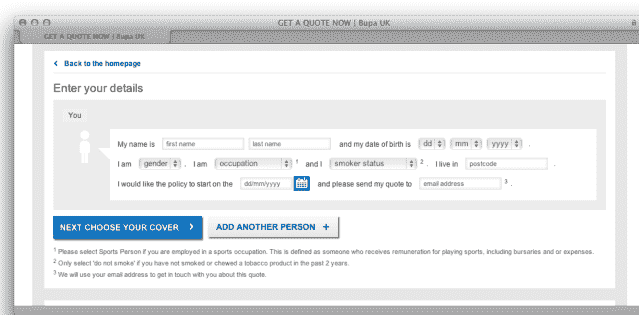 GET A QUOTE NOW | Bupa UK
GET A QUOTE NOW | Bupa UK
Back to the homepage
Enter your details
You
My name is first name last name and my date of birth is dd mm yyyy .
I am gender , I am occupation 1 and I smoker status 2 . I live in postcode .
I would like the policy to start on the dd/mm/yyyy and please send my quote to email address 3 .
NEXT CHOOSE YOUR COVER ADD ANOTHER PERSON +
1 Please select Sports Person if you are employed in a sports occupation. This is defined as someone who receives remuneration for playing sports, including bursaries and or expenses.
2 Only select 'do not smoke' if you have not smoked or chewed a tobacco product in the past 2 years.
3 We will use your email address to get in touch with you about this quote.